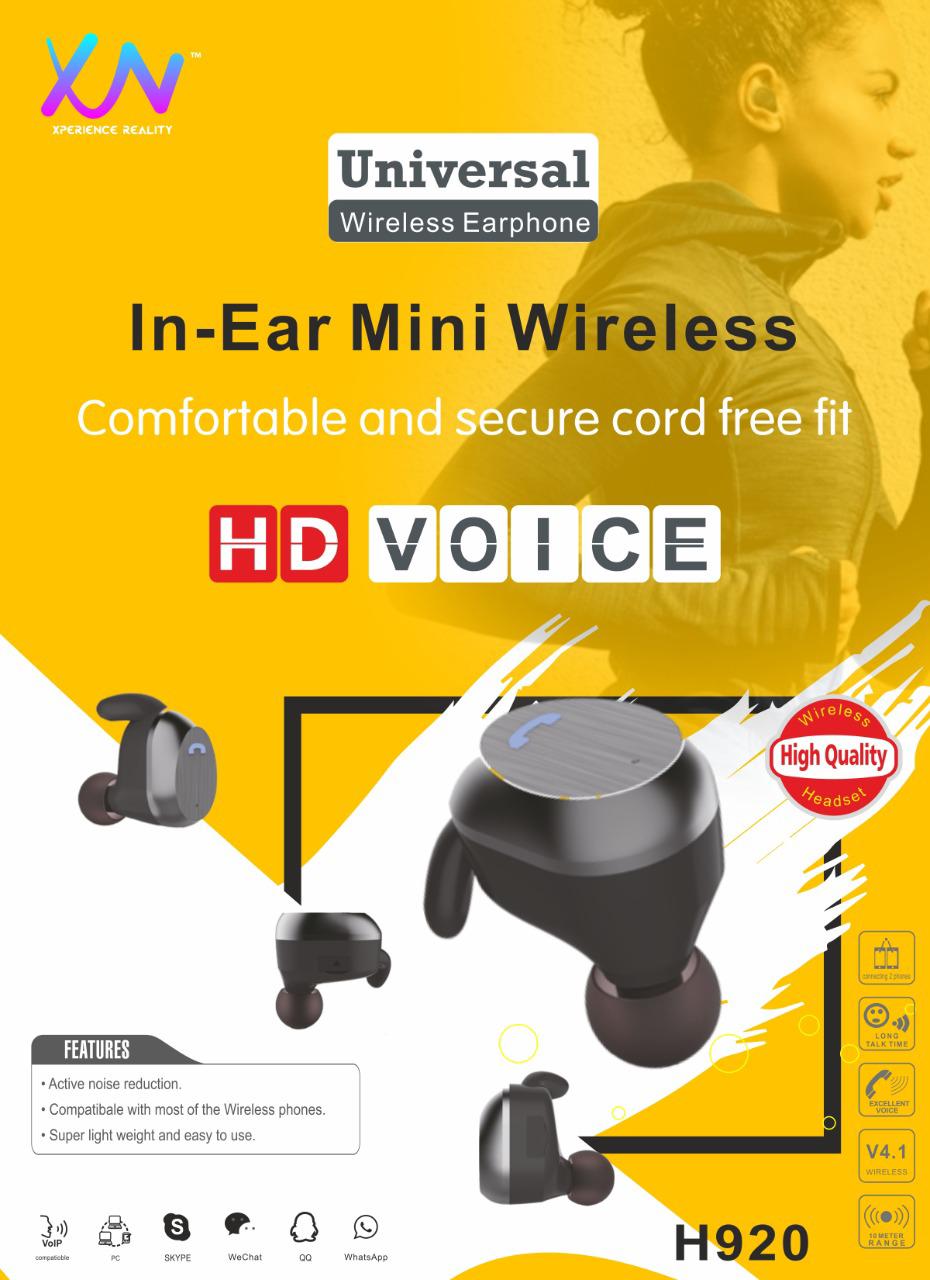 XN™
XPERIENCE REALITY
Universal
Wireless Earphone
In-Ear Mini Wireless
Comfortable and secure cord free fit
HD VOICE
Wireless
High Quality
Headset
connecting 2 phones
LONG
TALK TIME
EXCELLENT
VOICE
V4.1
WIRELESS
10 METER
RANGE
FEATURES
• Active noise reduction.
• Compatibale with most of the Wireless phones.
• Super light weight and easy to use.
VoIP
compatioble
PC
S
SKYPE
WeChat
QQ
WhatsApp
H920